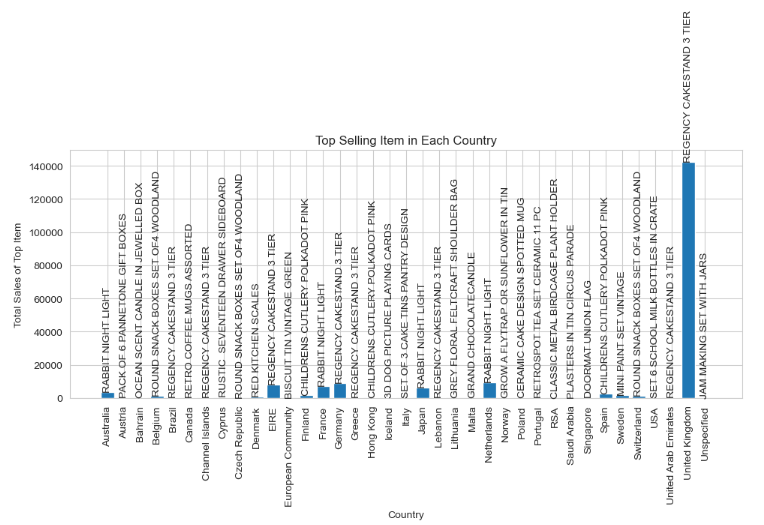 Top Selling Item in Each Country
Total Sales of Top Item
140000
120000
100000
80000
60000
40000
20000
0
RABBIT NIGHT LIGHT
PACK OF 6 PANNETONE GIFT BOXES
OCEAN SCENT CANDLE IN JEWELLED BOX
ROUND SNACK BOXES SET OF4 WOODLAND
REGENCY CAKESTAND 3 TIER
RETRO COFFEE MUGS ASSORTED
REGENCY CAKESTAND 3 TIER
RUSTIC  SEVENTEEN DRAWER SIDEBOARD
ROUND SNACK BOXES SET OF4 WOODLAND
RED KITCHEN SCALES
REGENCY CAKESTAND 3 TIER
BISCUIT TIN VINTAGE GREEN
CHILDRENS CUTLERY POLKADOT PINK
RABBIT NIGHT LIGHT
REGENCY CAKESTAND 3 TIER
REGENCY CAKESTAND 3 TIER
CHILDRENS CUTLERY POLKADOT PINK
3D DOG PICTURE PLAYING CARDS
SET OF 3 CAKE TINS PANTRY DESIGN
RABBIT NIGHT LIGHT
REGENCY CAKESTAND 3 TIER
GREY FLORAL FELTCRAFT SHOULDER BAG
GRAND CHOCOLATECANDLE
RABBIT NIGHT LIGHT
GROW A FLYTRAP OR SUNFLOWER IN TIN
CERAMIC CAKE DESIGN SPOTTED MUG
RETROSPOT TEA SET CERAMIC 11 PC
CLASSIC METAL BIRDCAGE PLANT HOLDER
PLASTERS IN TIN CIRCUS PARADE
DOORMAT UNION FLAG
CHILDRENS CUTLERY POLKADOT PINK
MINI PAINT SET VINTAGE
ROUND SNACK BOXES SET OF4 WOODLAND
SET 6 SCHOOL MILK BOTTLES IN CRATE
REGENCY CAKESTAND 3 TIER
REGENCY CAKESTAND 3 TIER
JAM MAKING SET WITH JARS
Australia
Austria
Bahrain
Belgium
Brazil
Canada
Channel Islands
Cyprus
Czech Republic
Denmark
EIRE
European Community
Finland
France
Germany
Greece
Hong Kong
Iceland
Italy
Japan
Lebanon
Lithuania
Malta
Netherlands
Norway
Poland
Portugal
RSA
Saudi Arabia
Singapore
Spain
Sweden
Switzerland
USA
United Arab Emirates
United Kingdom
Unspecified
Country